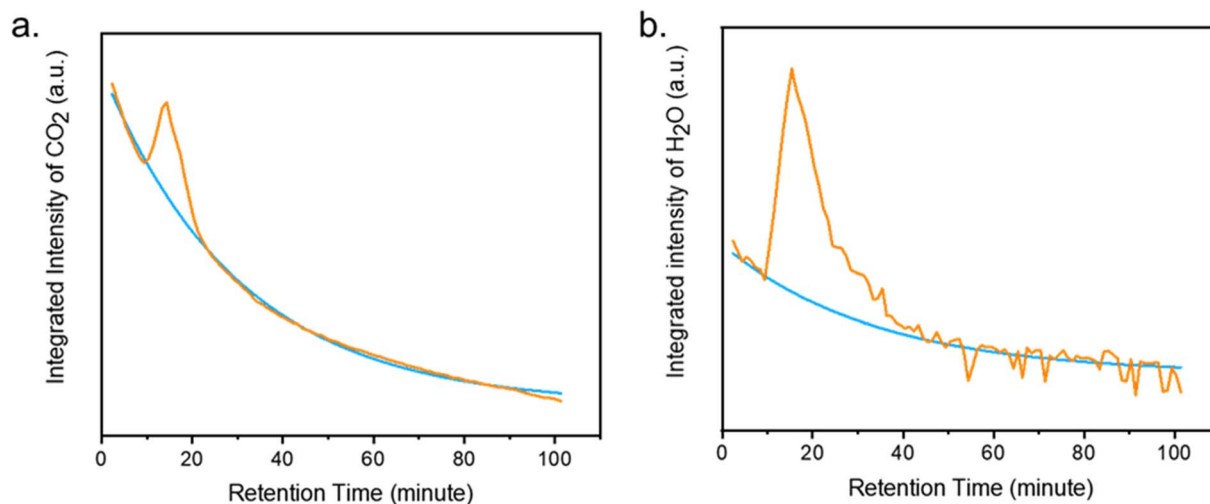 a.
Integrated Intensity of CO₂ (a.u.)
0 20 40 60 80 100
Retention Time (minute)
b.
Integrated intensity of H₂O (a.u.)
0 20 40 60 80 100
Retention Time (minute)